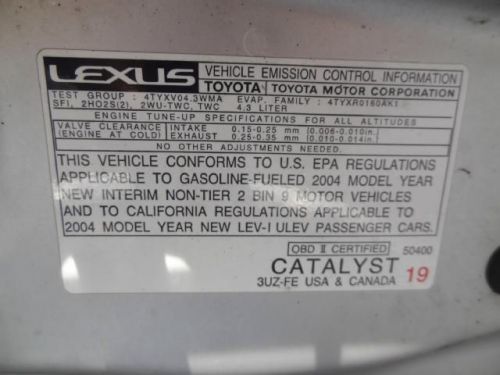 LEXUS VEHICLE EMISSION CONTROL INFORMATION
TOYOTA TOYOTA MOTOR CORPORATION
TEST GROUP : 4TYXV04.3WMA EVAP. FAMILY : 4TYXR0160AK1
SFI, 2HO2S(2), 2WU-TWC, TWC 4.3 LITER
ENGINE TUNE-UP SPECIFICATIONS FOR ALL ALTITUDES
VALVE CLEARANCE INTAKE 0.15-0.25 mm (0.006-0.010in.)
(ENGINE AT COLD) EXHAUST 0.25-0.35 mm (0.010-0.014in.)
NO OTHER ADJUSTMENTS NEEDED.
THIS VEHICLE CONFORMS TO U.S. EPA REGULATIONS
APPLICABLE TO GASOLINE-FUELED 2004 MODEL YEAR
NEW INTERIM NON-TIER 2 BIN 9 MOTOR VEHICLES
AND TO CALIFORNIA REGULATIONS APPLICABLE TO
2004 MODEL YEAR NEW LEV-I ULEV PASSENGER CARS.
OBD II CERTIFIED 50400
CATALYST 19
3UZ-FE USA & CANADA